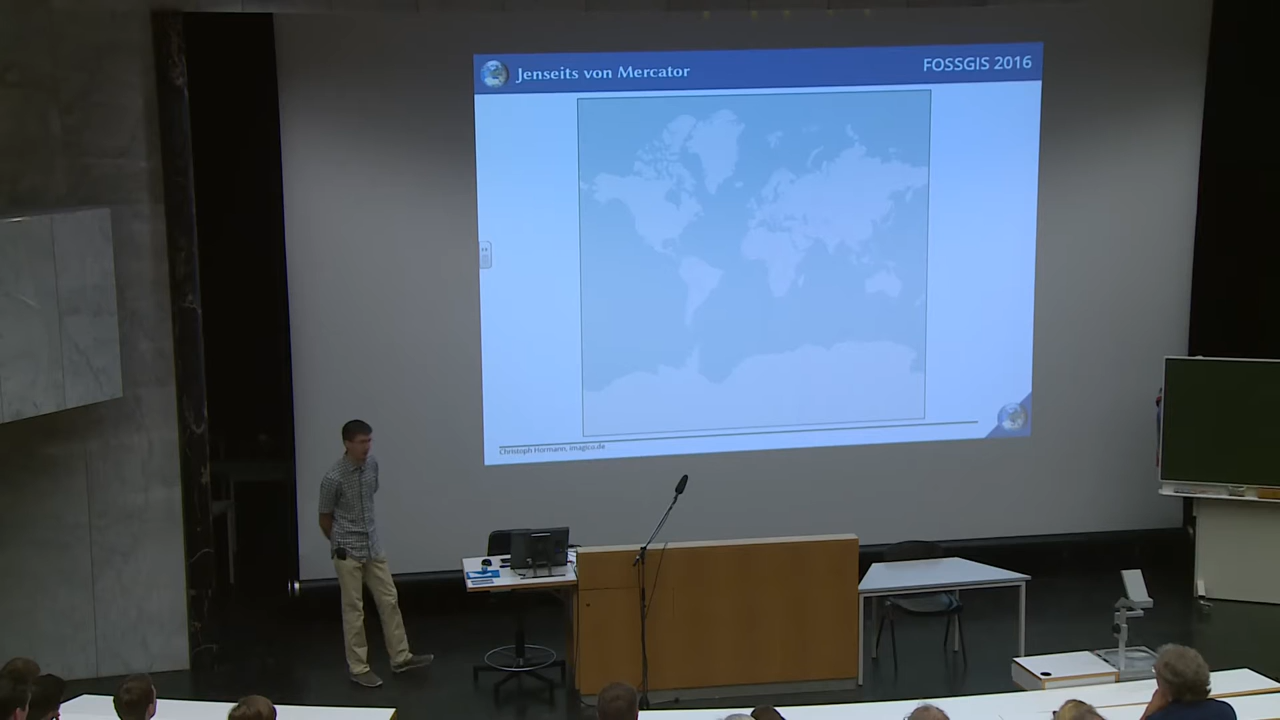 Jenseits von Mercator
FOSSGIS 2016
Christoph Hormann, imagico.de